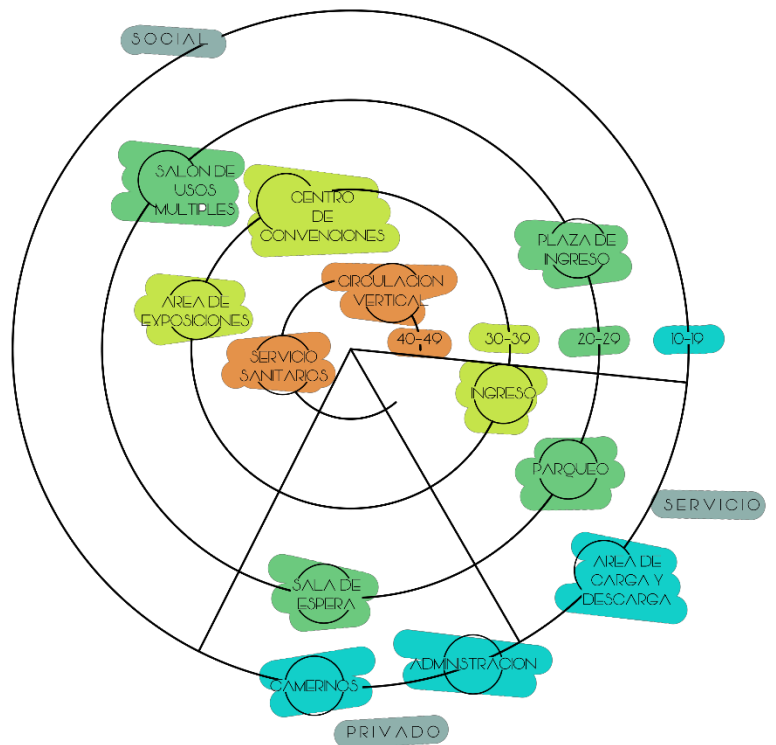 SOCIAL
SALON DE
USOS
MULTIPLES
CENTRO
DE
CONVENCIONES
PLAZA DE
INGRESO
CIRCULACION
VERTICAL
AREA DE
EXPOSICIONES
SERVICIO
SANITARIOS
40-49
30-39
20-29
10-19
INGRESO
PARQUEO
SERVICIO
AREA DE
CARGA Y
DESCARGA
SALA DE
ESPERA
ADMNISTRACION
CAMERINOS
PRIVADO